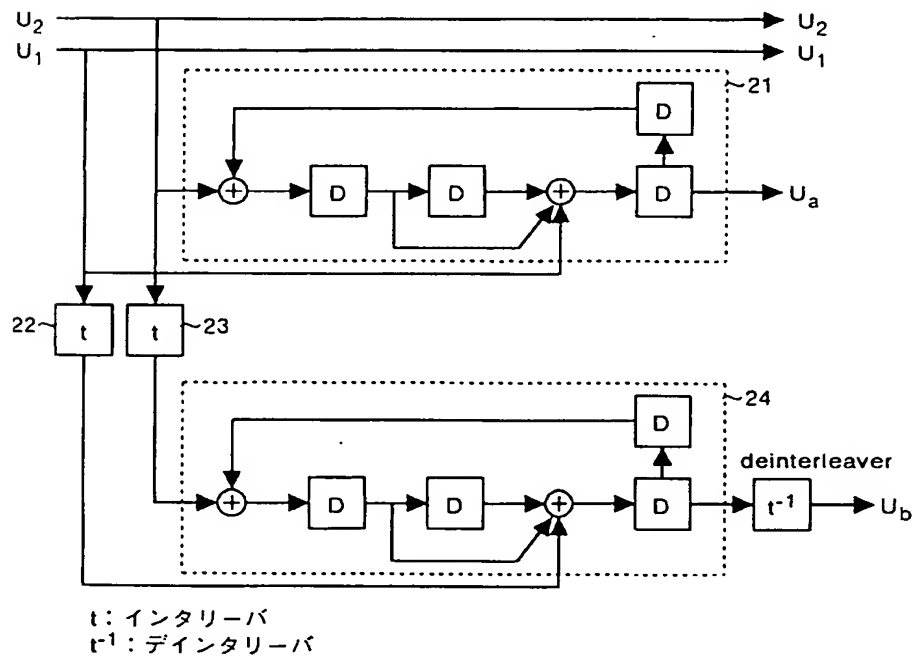 U2 U2
U1 U1
21
D
+ D D + D Ua
22 t t 23
24
D
deinterleaver
+ D D + D t-1 Ub
t：インタリーバ
t-1：デインタリーバ